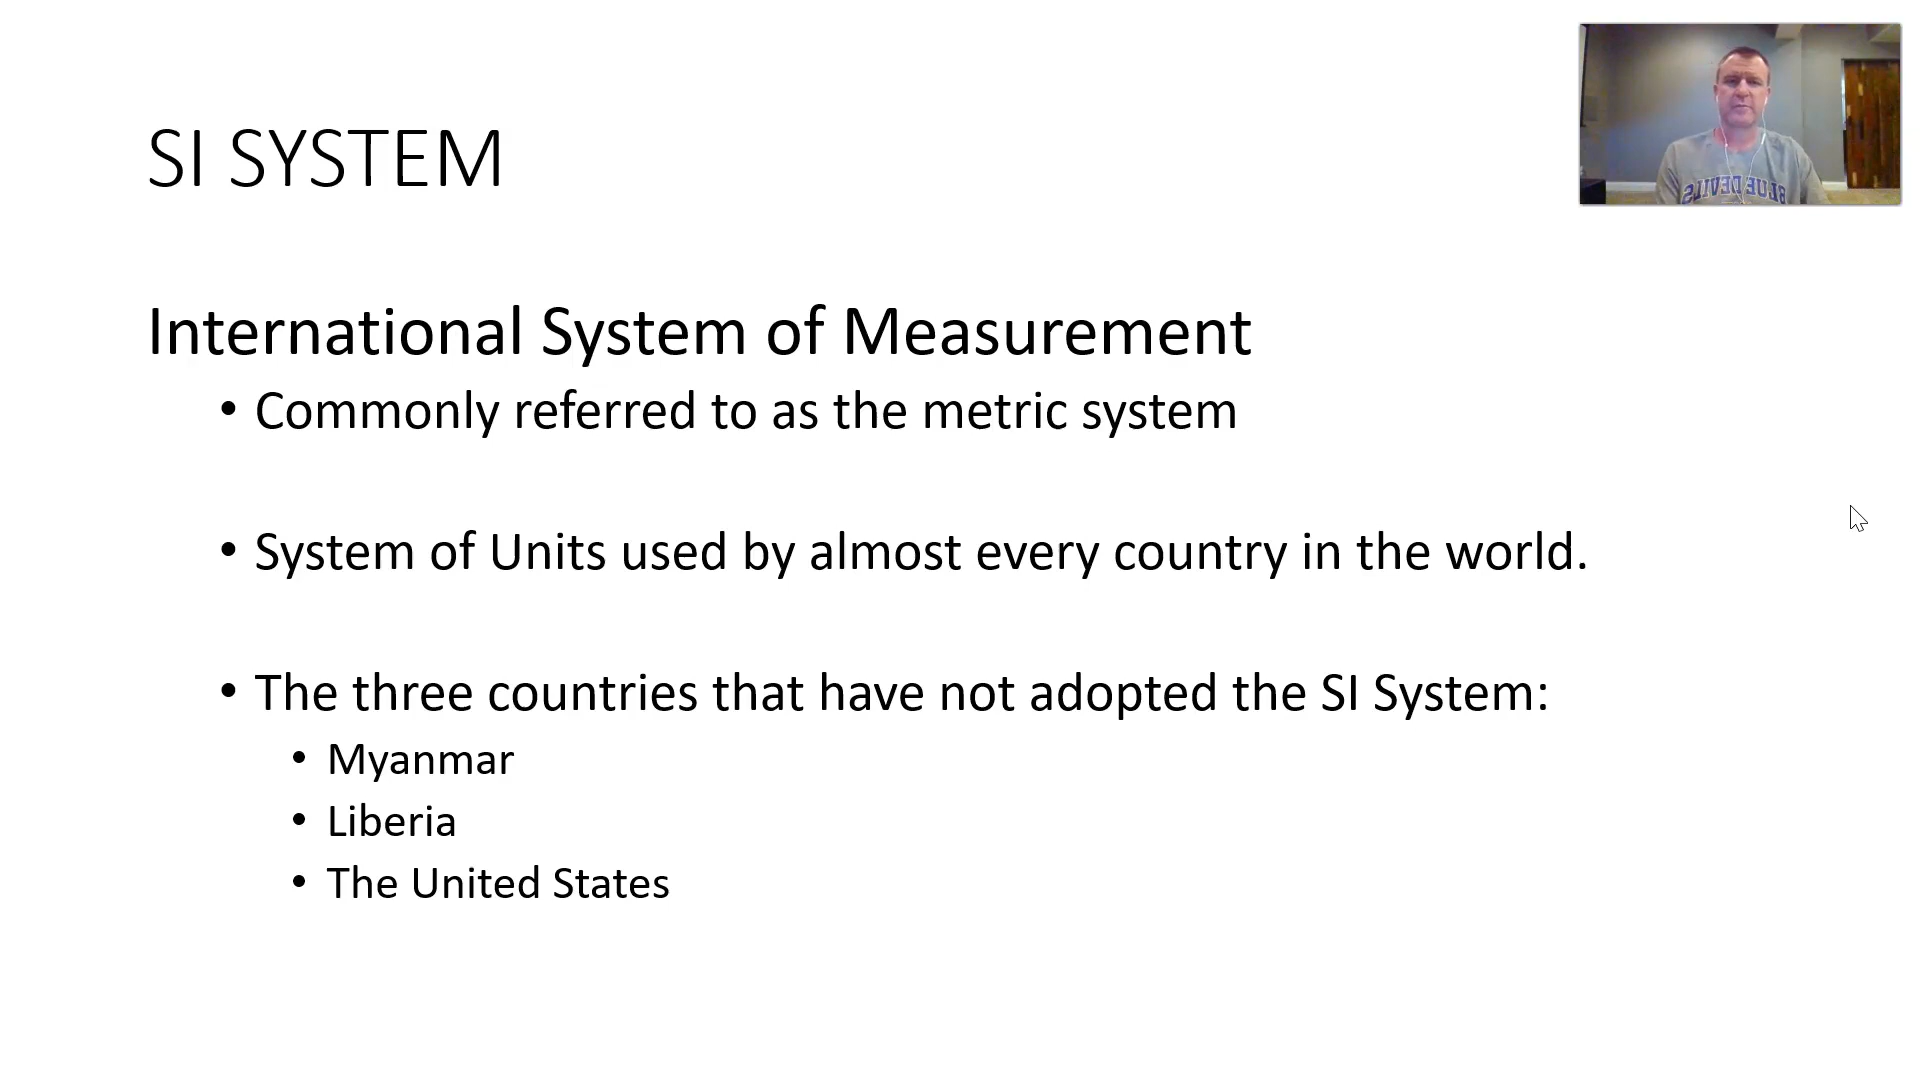 SI SYSTEM
International System of Measurement
• Commonly referred to as the metric system
• System of Units used by almost every country in the world.
• The three countries that have not adopted the SI System:
• Myanmar
• Liberia
• The United States
BLUE DEVILS